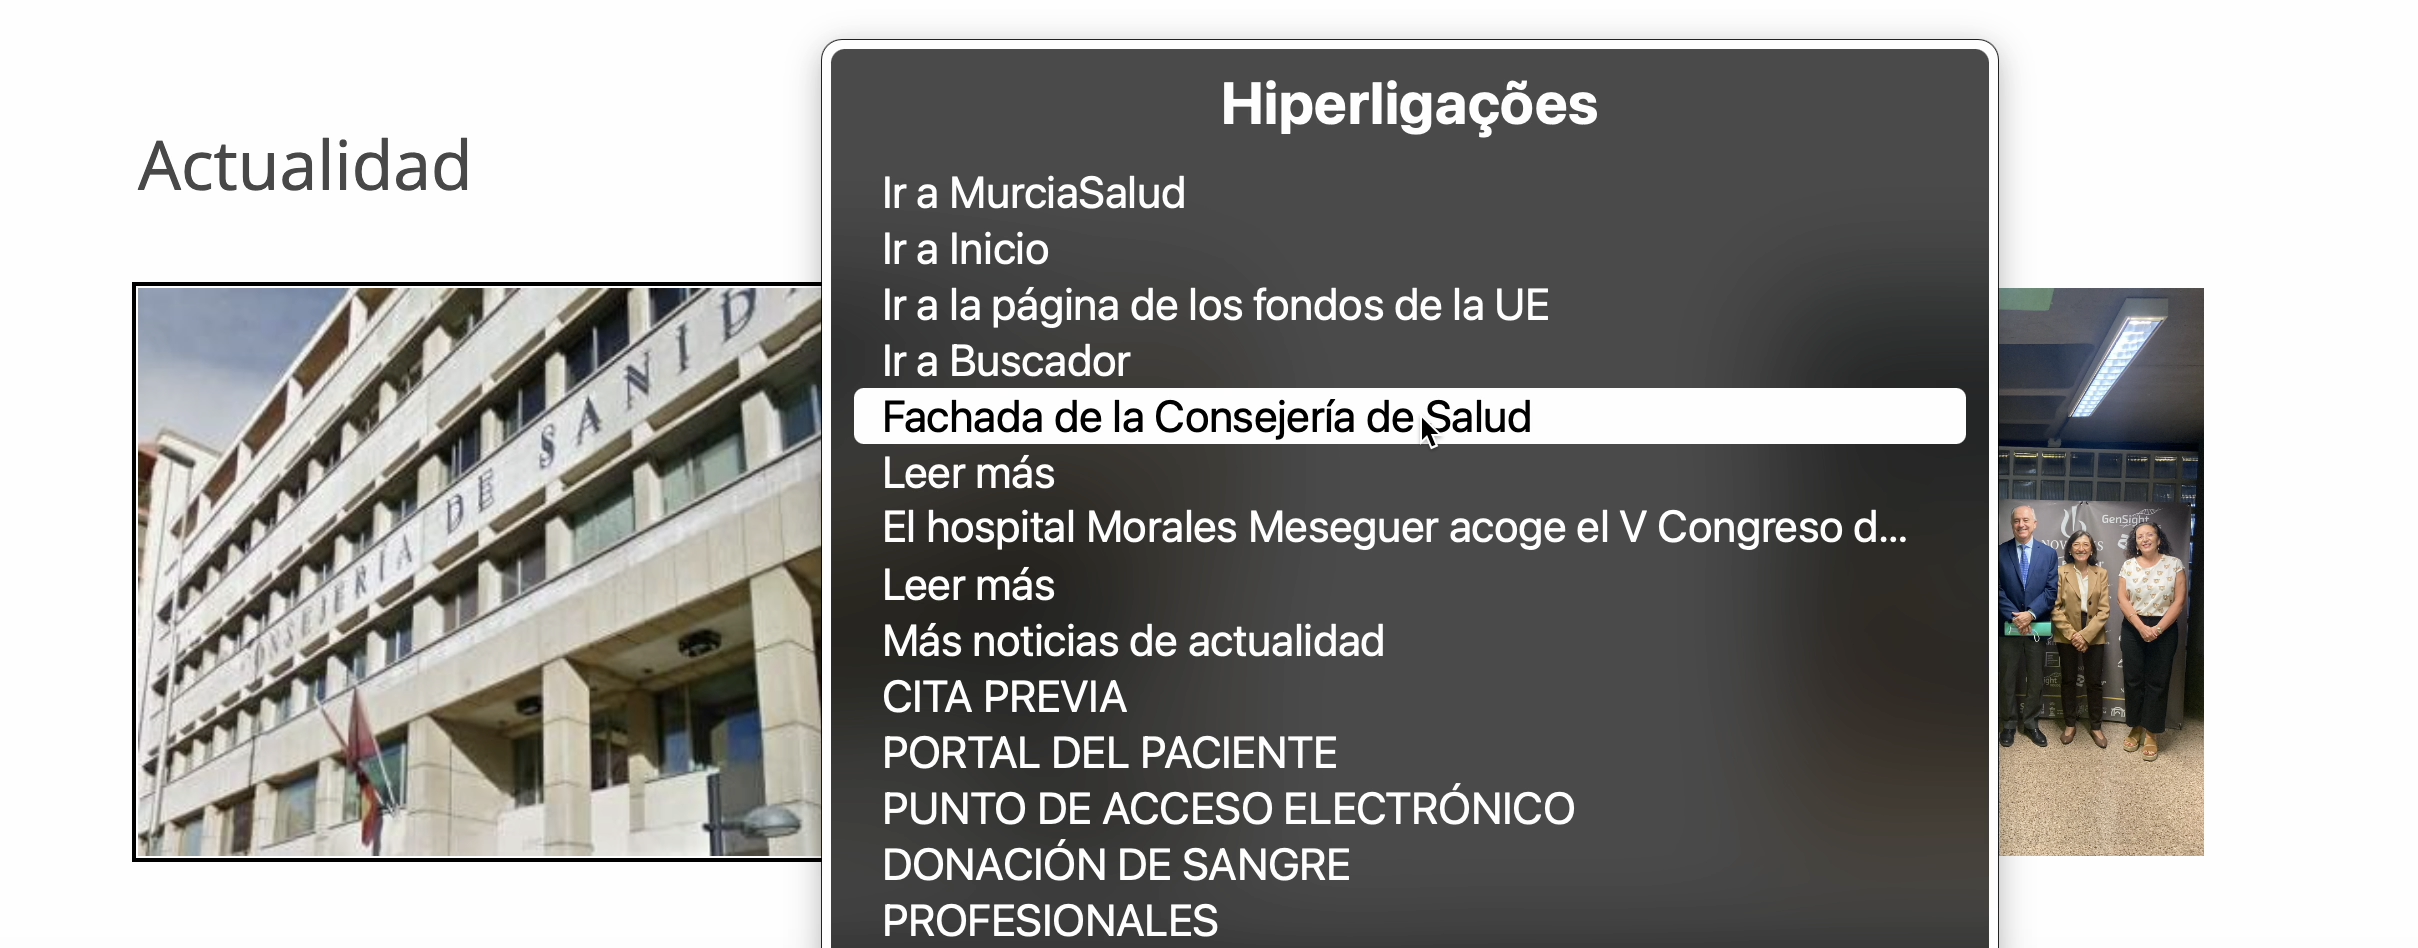 Actualidad
CONSEJERÍA DE SANID
Hiperligações
Ir a MurciaSalud
Ir a Inicio
Ir a la página de los fondos de la UE
Ir a Buscador
Fachada de la Consejería de Salud
Leer más
El hospital Morales Meseguer acoge el V Congreso d...
Leer más
Más noticias de actualidad
CITA PREVIA
PORTAL DEL PACIENTE
PUNTO DE ACCESO ELECTRÓNICO
DONACIÓN DE SANGRE
PROFESIONALES
GenSight